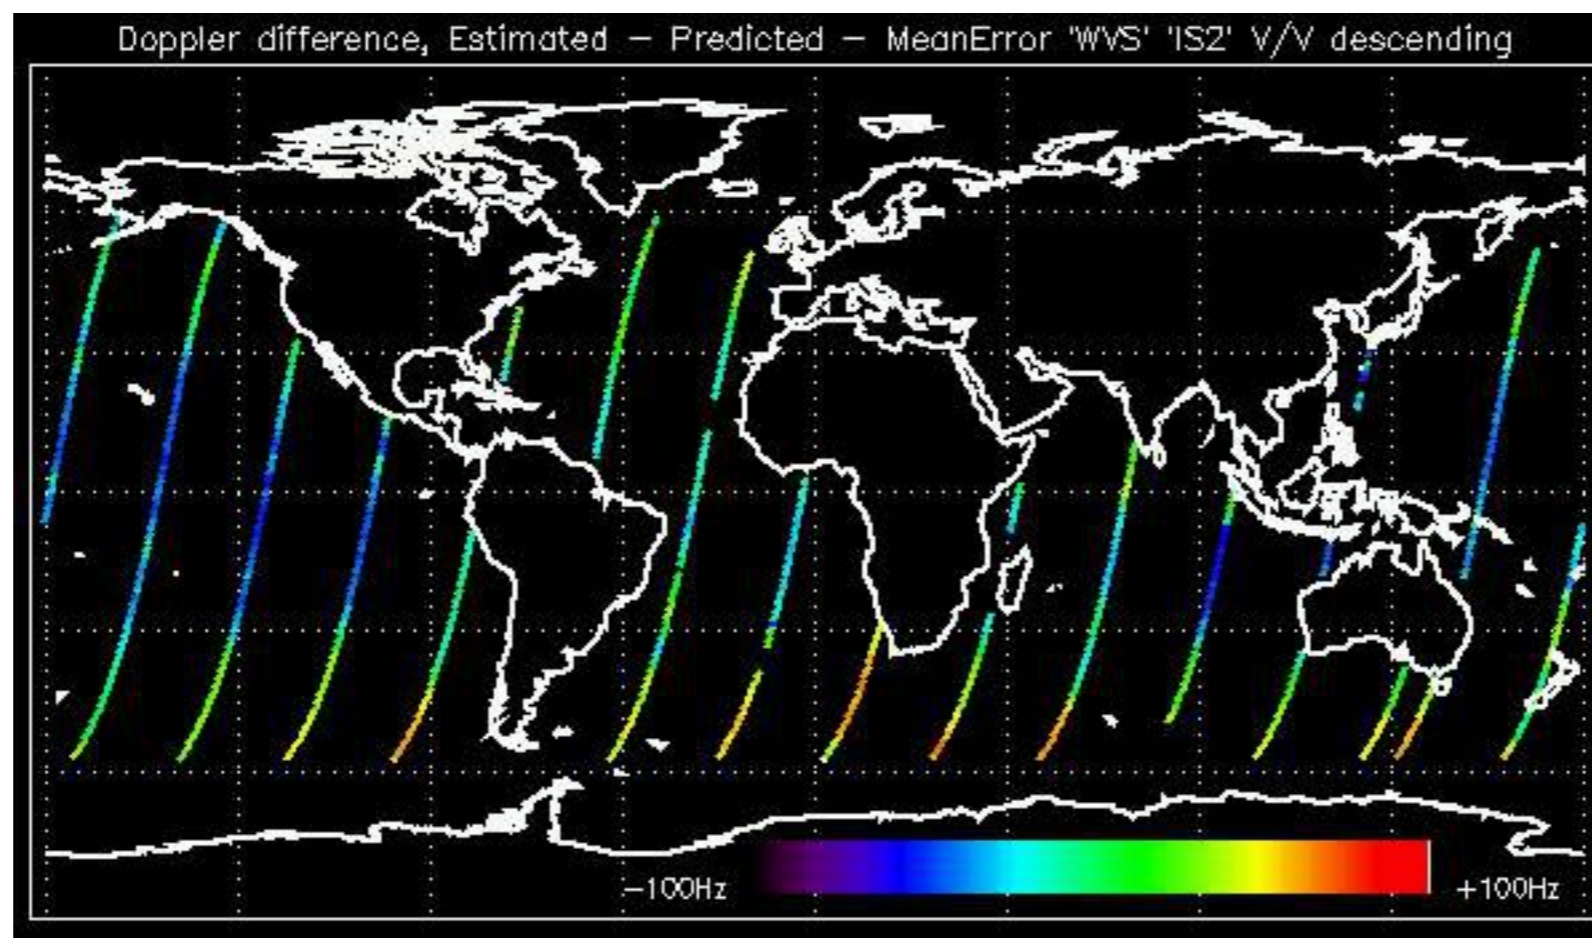 Doppler difference, Estimated – Predicted – MeanError 'WVS' 'IS2' V/V descending
−100Hz +100Hz